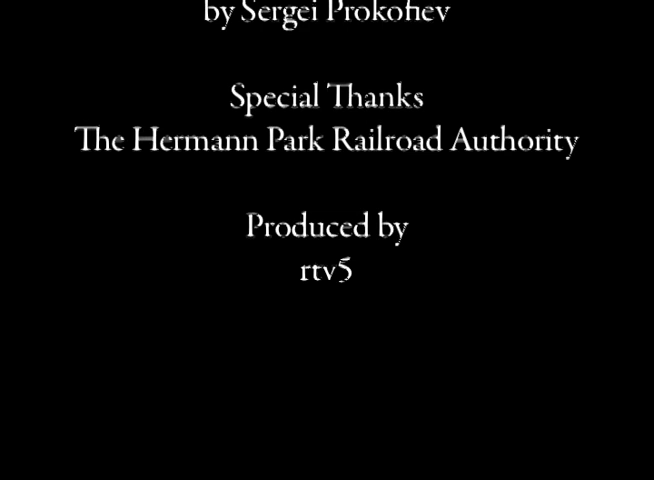 by Sergei Prokofiev
Special Thanks
The Hermann Park Railroad Authority
Produced by
rtv5